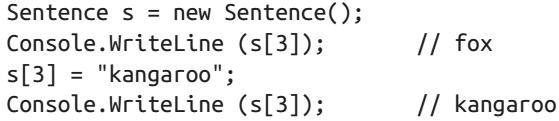 Sentence s = new Sentence();
Console.WriteLine (s[3]);       // fox
s[3] = "kangaroo";
Console.WriteLine (s[3]);       // kangaroo